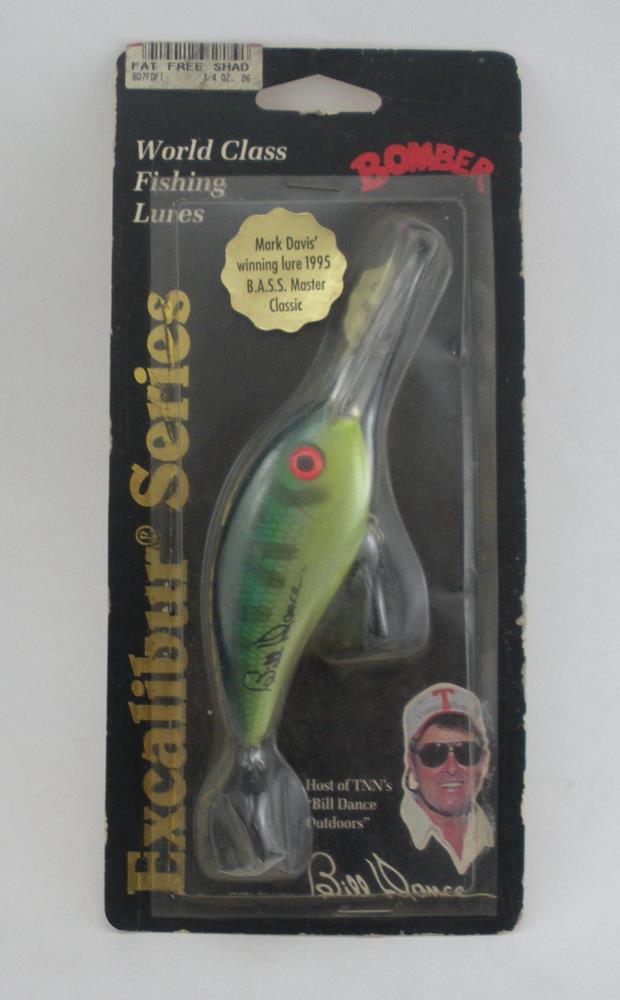 FAT FREE SHAD
BD7FDFT 3/4 OZ. D6
World Class
Fishing
Lures
BOMBER
Mark Davis'
winning lure 1995
B.A.S.S. Master
Classic
Excalibur® Series
Bill Dance
T
Host of TNN's
"Bill Dance
Outdoors"
Bill Dance